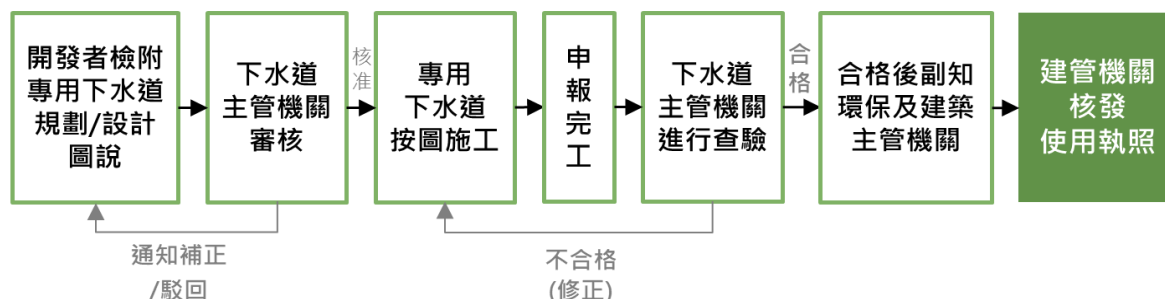 開發者檢附
專用下水道
規劃/設計
圖說
下水道
主管機關
審核
核
准
專用
下水道
按圖施工
申
報
完
工
下水道
主管機關
進行查驗
合
格
合格後副知
環保及建築
主管機關
建管機關
核發
使用執照
通知補正
/駁回
不合格
(修正)